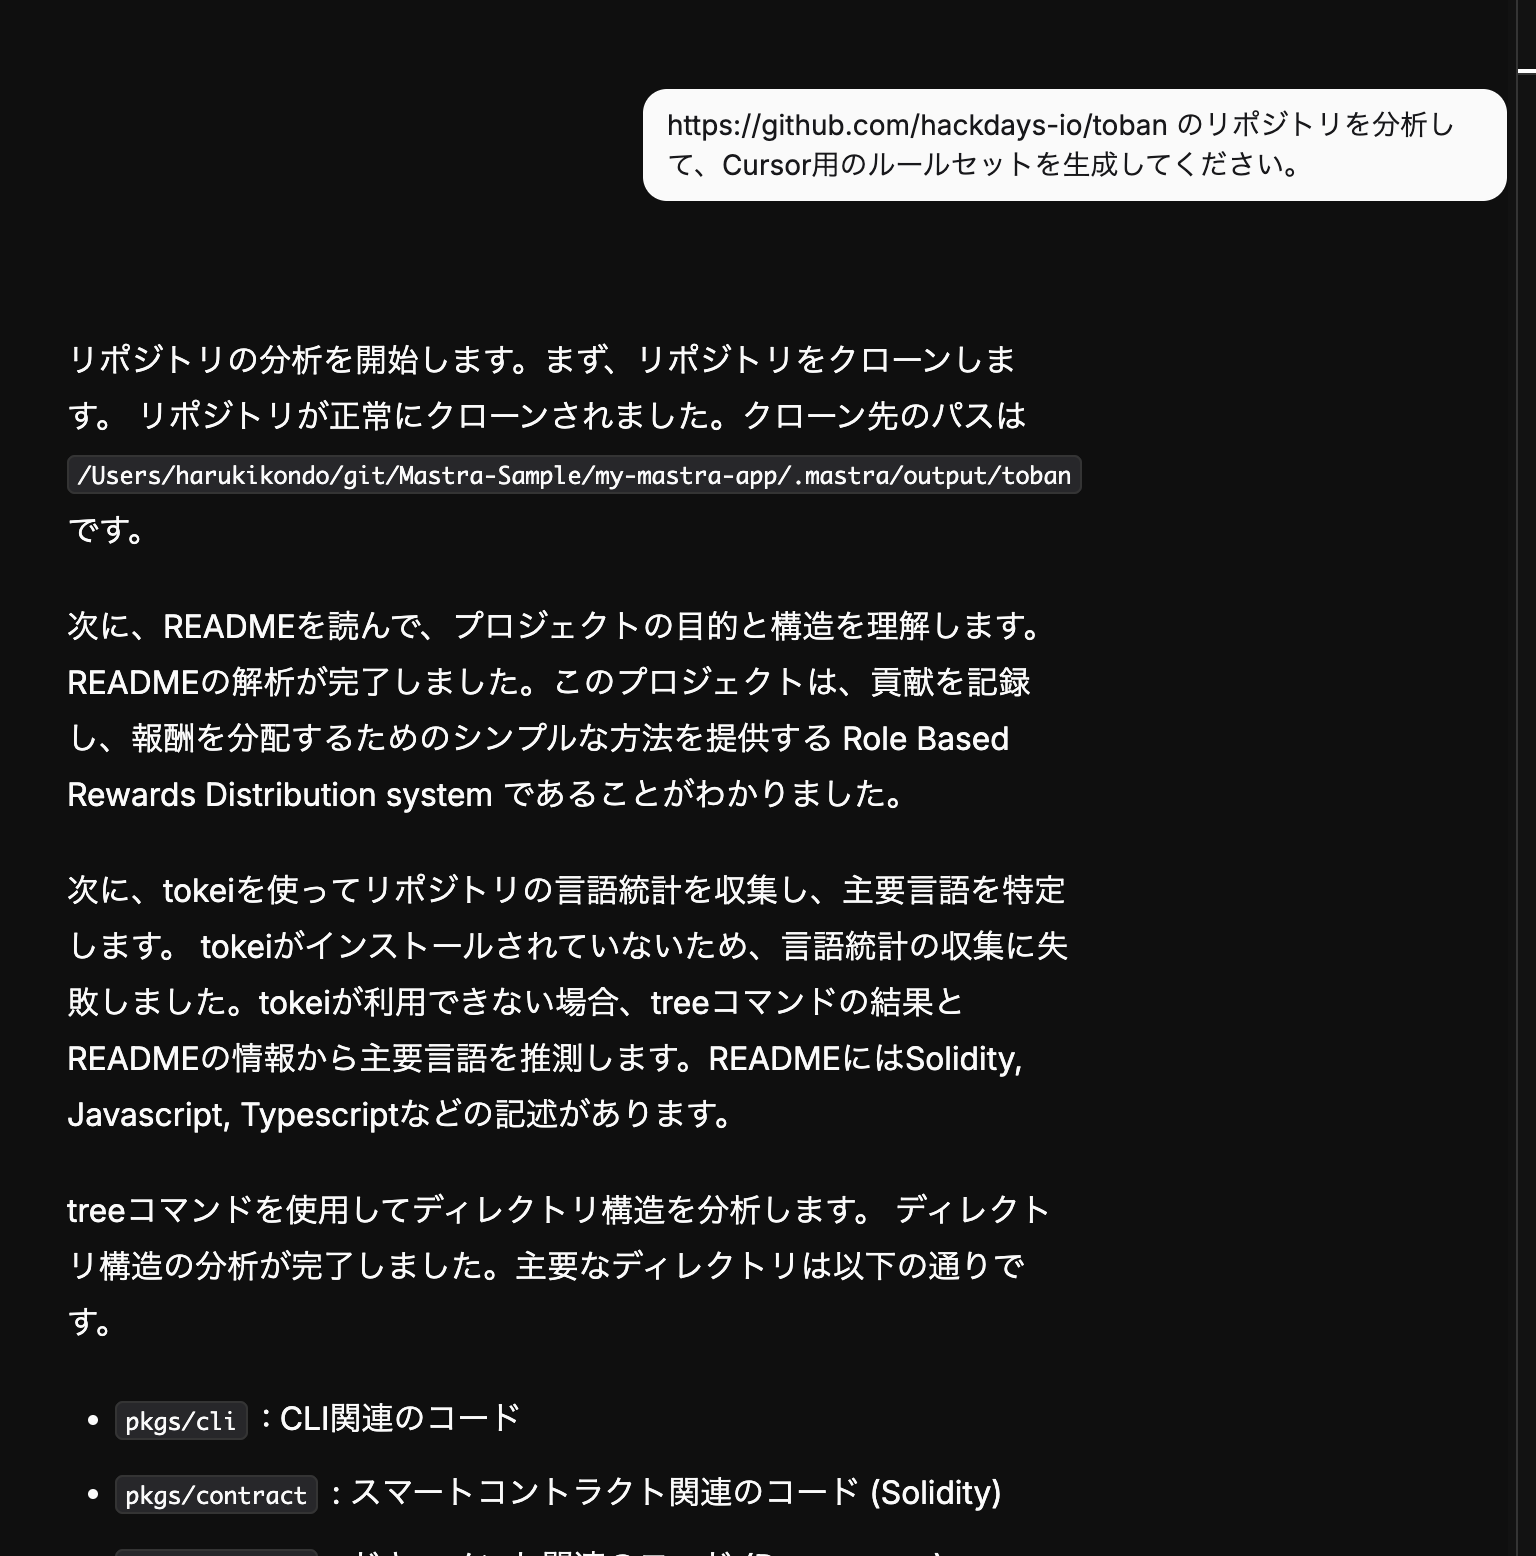 https://github.com/hackdays-io/toban のリポジトリを分析し
て、Cursor用のルールセットを生成してください。
リポジトリの分析を開始します。まず、リポジトリをクローンしま
す。 リポジトリが正常にクローンされました。クローン先のパスは
/Users/harukikondo/git/Mastra-Sample/my-mastra-app/.mastra/output/toban
です。
次に、READMEを読んで、プロジェクトの目的と構造を理解します。
READMEの解析が完了しました。このプロジェクトは、貢献を記録
し、報酬を分配するためのシンプルな方法を提供する Role Based
Rewards Distribution system であることがわかりました。
次に、tokeiを使ってリポジトリの言語統計を収集し、主要言語を特定
します。 tokeiがインストールされていないため、言語統計の収集に失
敗しました。tokeiが利用できない場合、treeコマンドの結果と
READMEの情報から主要言語を推測します。READMEにはSolidity,
Javascript, Typescriptなどの記述があります。
treeコマンドを使用してディレクトリ構造を分析します。 ディレクト
リ構造の分析が完了しました。主要なディレクトリは以下の通りで
す。
• pkgs/cli : CLI関連のコード
• pkgs/contract : スマートコントラクト関連のコード (Solidity)